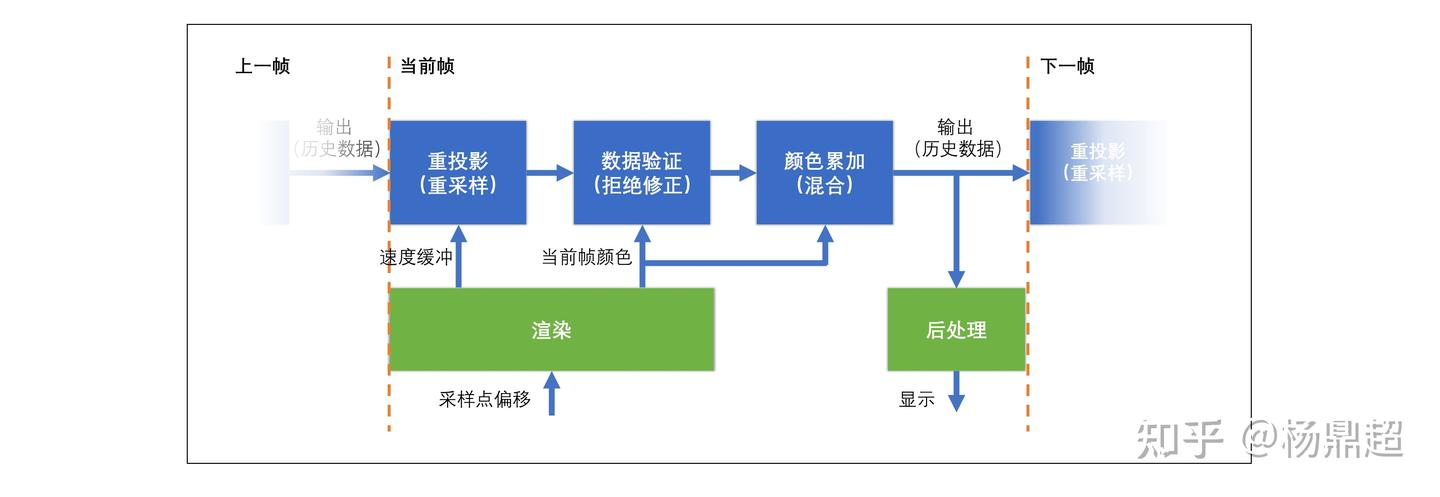 上一帧
当前帧
下一帧
输出
（历史数据）
重投影
（重采样）
数据验证
（拒绝修正）
颜色累加
（混合）
输出
（历史数据）
重投影
（重采样）
速度缓冲
当前帧颜色
渲染
后处理
采样点偏移
显示
知乎 @杨鼎超